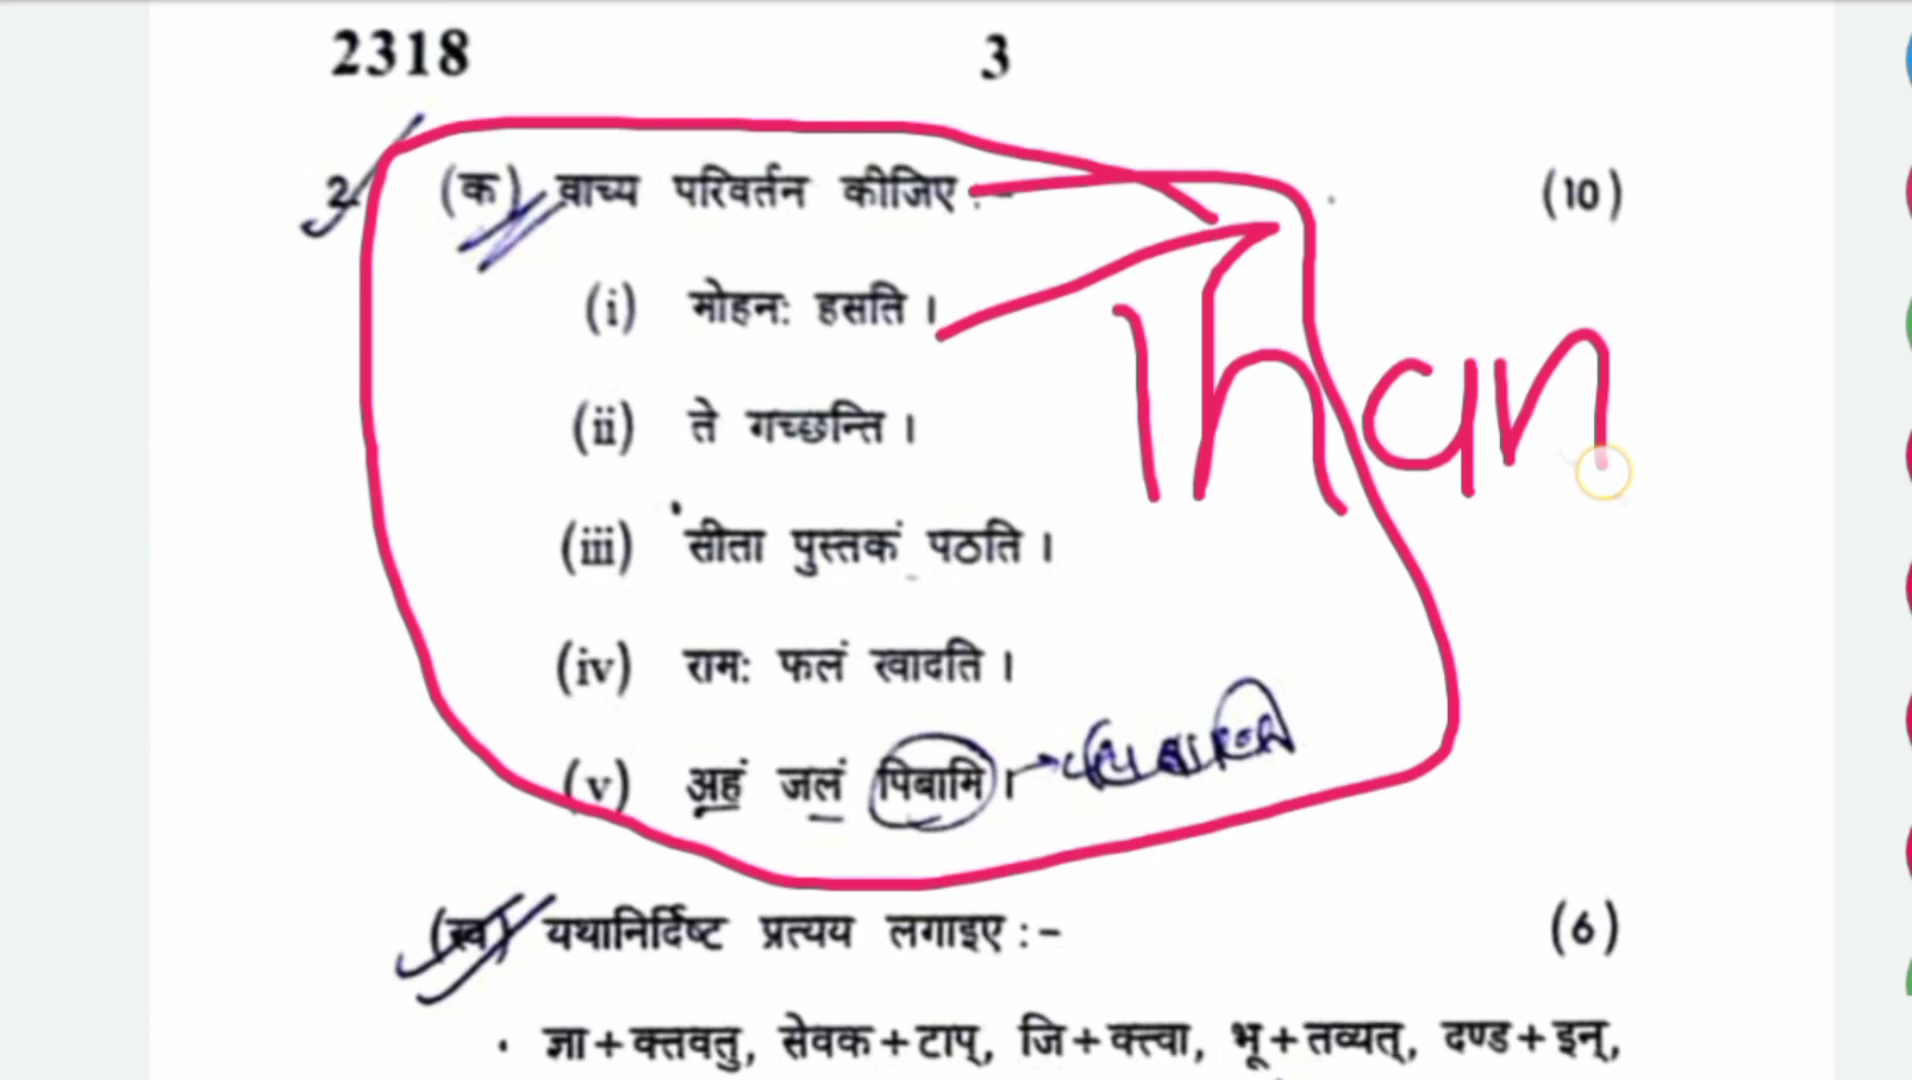 2318 3
2 (क) वाच्य परिवर्तन कीजिए :- (10)
(i) मोहन: हसति ।
Than
(ii) ते गच्छन्ति ।
(iii) सीता पुस्तकं पठति ।
(iv) राम: फलं खादति ।
(v) अहं जलं पिबामि ।
(ख) यथानिर्दिष्ट प्रत्यय लगाइए :- (6)
ज्ञा+क्तवतु, सेवक+टाप्, जि+क्त्वा, भू+तव्यत्, दण्ड+इन्,